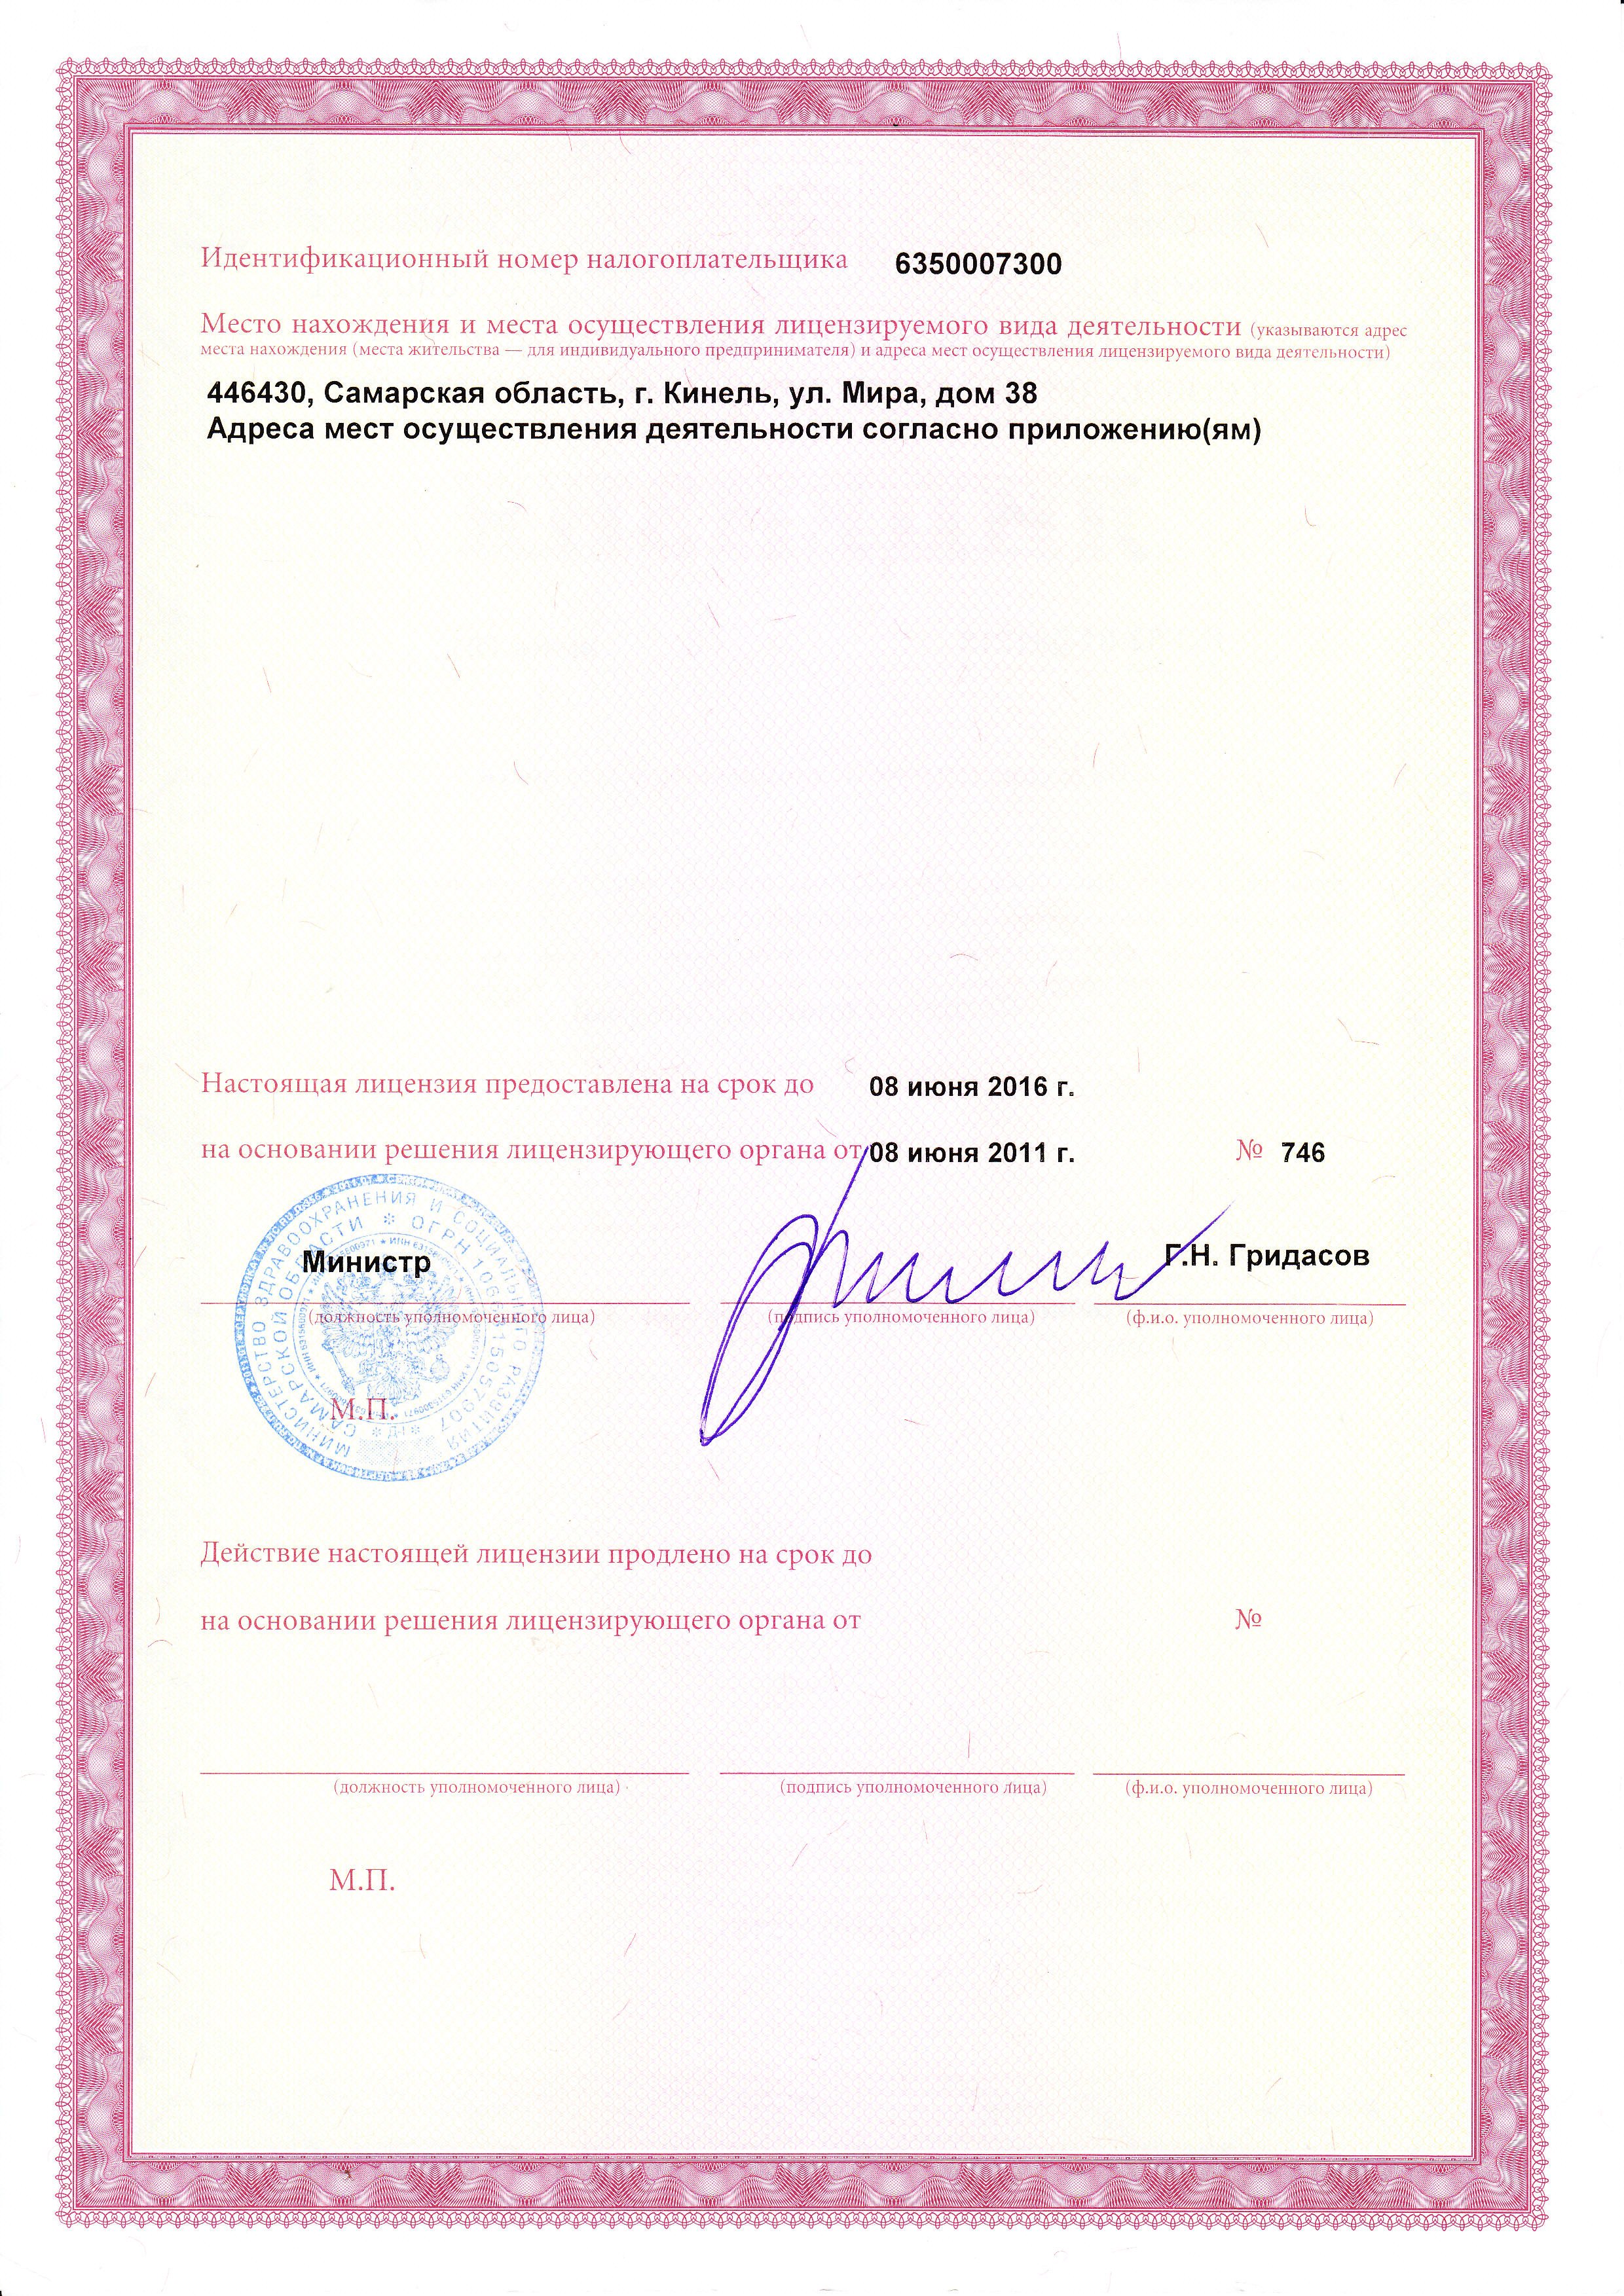 Идентификационный номер налогоплательщика 6350007300
Место нахождения и места осуществления лицензируемого вида деятельности (указываются адрес
места нахождения (места жительства — для индивидуального предпринимателя) и адреса мест осуществления лицензируемого вида деятельности)
446430, Самарская область, г. Кинель, ул. Мира, дом 38
Адреса мест осуществления деятельности согласно приложению(ям)
Настоящая лицензия предоставлена на срок до 08 июня 2016 г.
на основании решения лицензирующего органа от 08 июня 2011 г. № 746
Министр Г.Н. Гридасов
(должность уполномоченного лица) (подпись уполномоченного лица) (ф.и.о. уполномоченного лица)
МИНИСТЕРСТВО ЗДРАВООХРАНЕНИЯ И СОЦИАЛЬНОГО РАЗВИТИЯ
САМАРСКОЙ ОБЛАСТИ * ОГРН
М.П.
Действие настоящей лицензии продлено на срок до
на основании решения лицензирующего органа от №
(должность уполномоченного лица) (подпись уполномоченного лица) (ф.и.о. уполномоченного лица)
М.П.